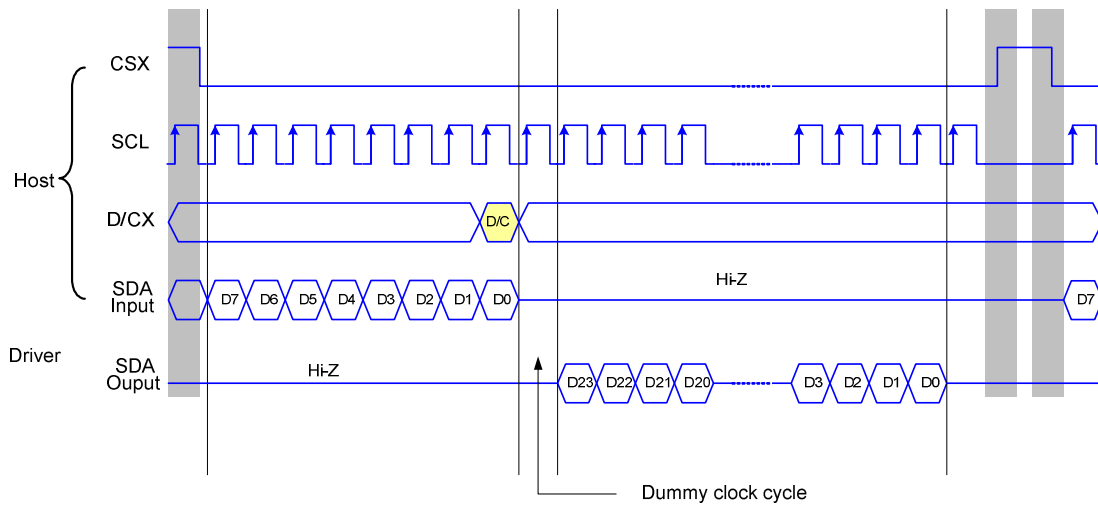 CSX
SCL
Host
D/CX
D/C
SDA
Input
D7 D6 D5 D4 D3 D2 D1 D0
Hi-Z
D7
Driver
SDA
Ouput
Hi-Z
D23 D22 D21 D20 D3 D2 D1 D0
Dummy clock cycle